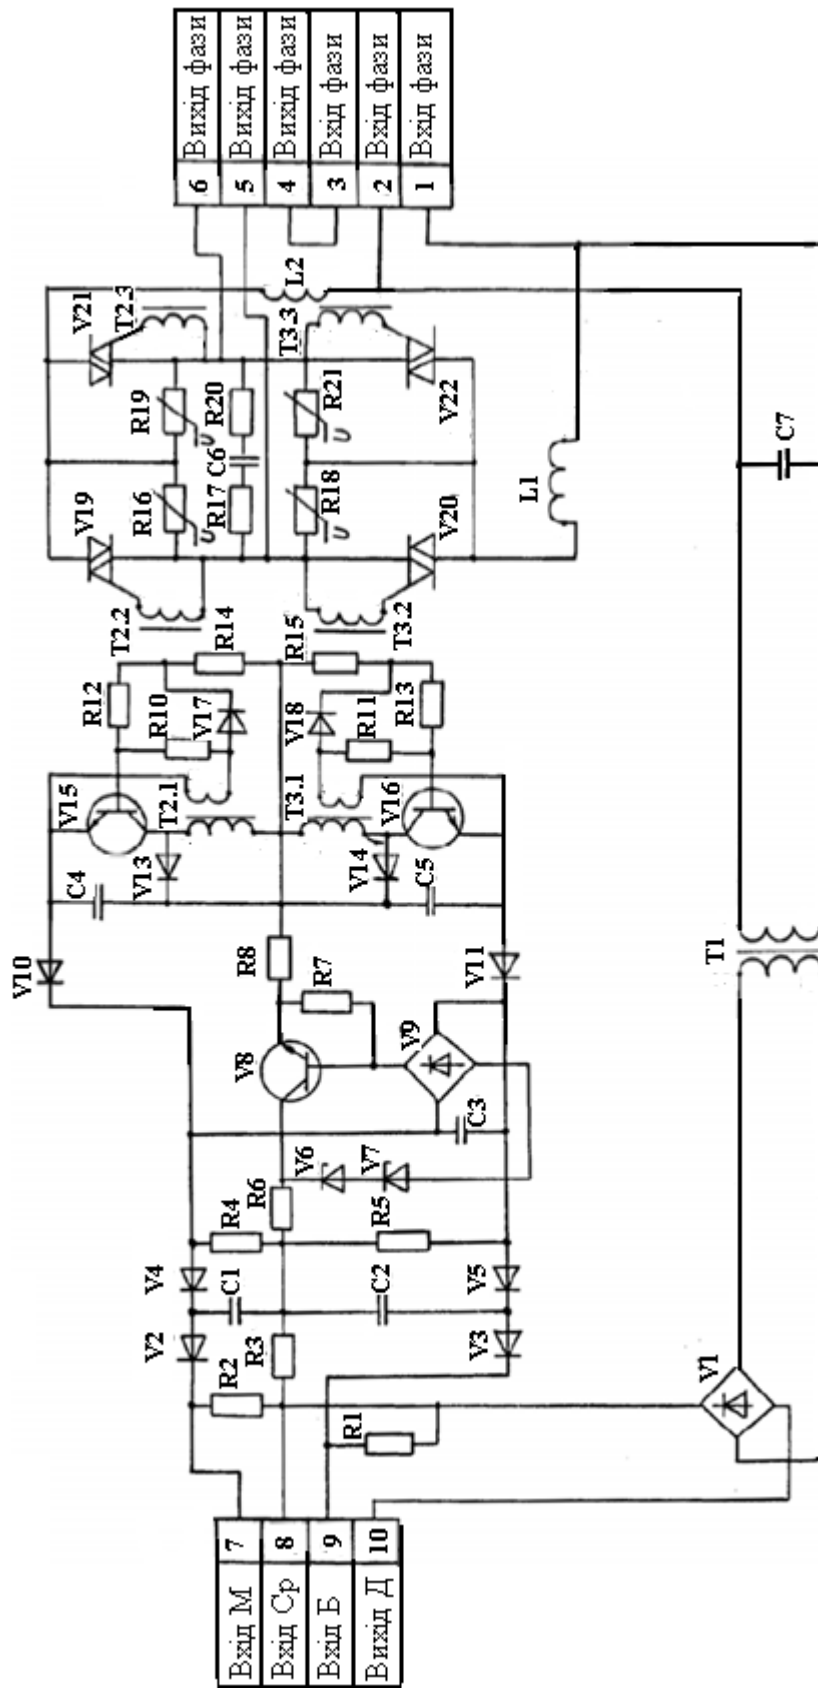 6 Вихід фази
5 Вихід фази
4 Вихід фази
3 Вхід фази
2 Вхід фази
1 Вхід фази
V21
T2.3
L2
T3.3
V22
R19
R20
R21
U
U
C6
V19
R16
R17
R18
V20
U
U
L1
C7
T2.2
R14
R15
T3.2
R12
R10
V17
V18
R11
R13
V15
T2.1
T3.1
V16
C4
V13
V14
C5
V10
R8
R7
V11
V8
V9
C3
V6
V7
T1
R4
R6
R5
V4
C1
C2
V5
V2
R3
V3
R2
R1
V1
Вхід М 7
Вхід Ср 8
Вхід Б 9
Вихід Д 10